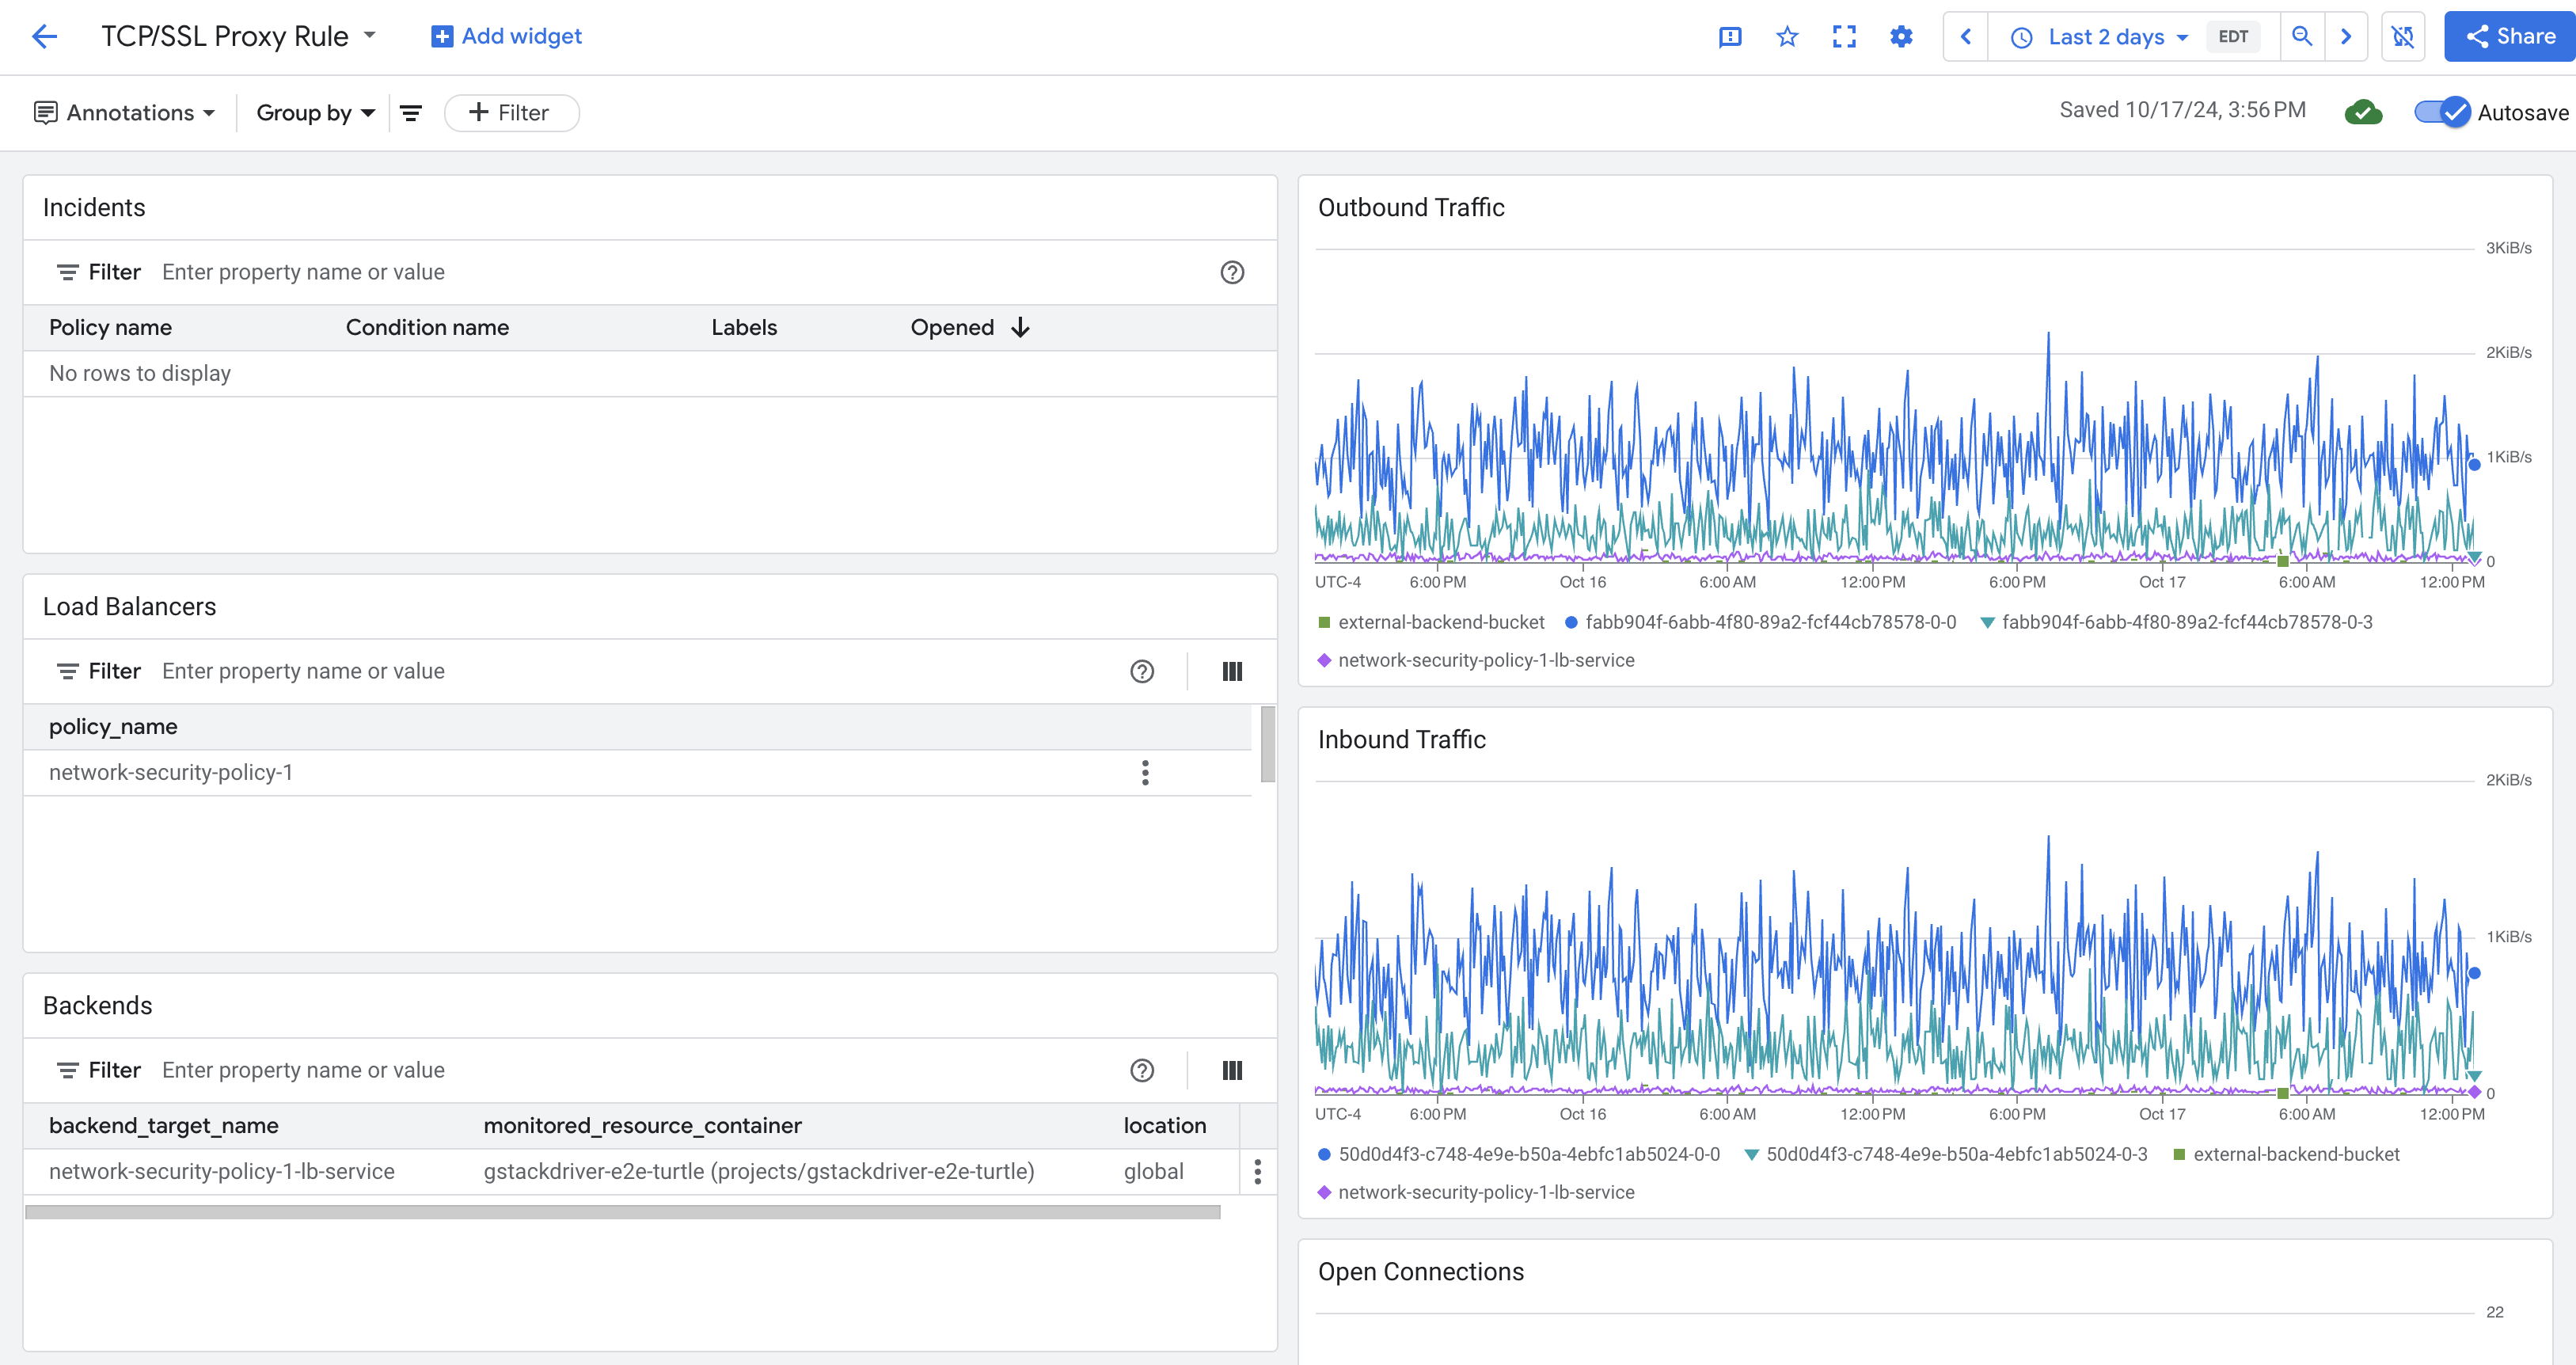 TCP/SSL Proxy Rule
Add widget
Last 2 days
EDT
Share
Annotations
Group by
Filter
Saved 10/17/24, 3:56 PM
Autosave
Incidents
Filter
Enter property name or value
Policy name
Condition name
Labels
Opened
No rows to display
Load Balancers
Filter
Enter property name or value
policy_name
network-security-policy-1
Backends
Filter
Enter property name or value
backend_target_name
monitored_resource_container
location
network-security-policy-1-lb-service
gstackdriver-e2e-turtle (projects/gstackdriver-e2e-turtle)
global
Outbound Traffic
3KiB/s
2KiB/s
1KiB/s
0
UTC-4
6:00 PM
Oct 16
6:00 AM
12:00 PM
6:00 PM
Oct 17
6:00 AM
12:00 PM
external-backend-bucket
fabb904f-6abb-4f80-89a2-fcf44cb78578-0-0
fabb904f-6abb-4f80-89a2-fcf44cb78578-0-3
network-security-policy-1-lb-service
Inbound Traffic
2KiB/s
1KiB/s
0
UTC-4
6:00 PM
Oct 16
6:00 AM
12:00 PM
6:00 PM
Oct 17
6:00 AM
12:00 PM
50d0d4f3-c748-4e9e-b50a-4ebfc1ab5024-0-0
50d0d4f3-c748-4e9e-b50a-4ebfc1ab5024-0-3
external-backend-bucket
network-security-policy-1-lb-service
Open Connections
22